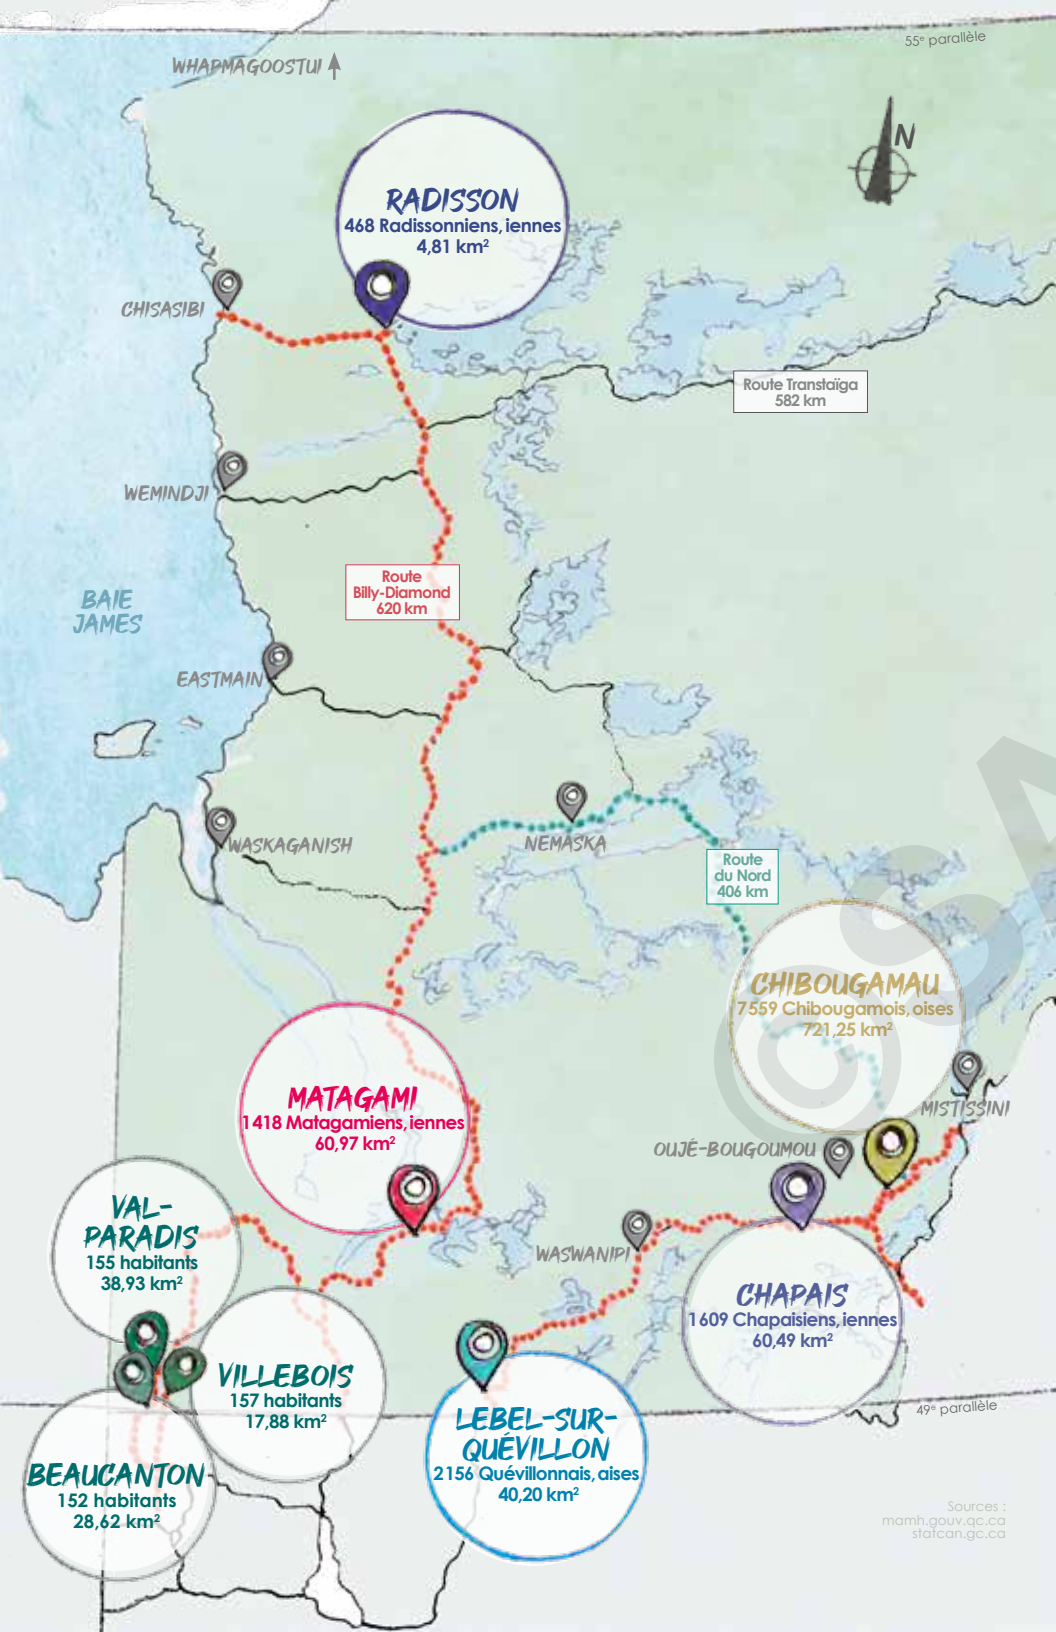 55e parallèle
WHAPMAGOOSTUI
N
RADISSON
468 Radissonniens, iennes
4,81 km²
CHISASIBI
Route Transtaïga
582 km
WEMINDJI
Route
Billy-Diamond
620 km
BAIE
JAMES
EASTMAIN
WASKAGANISH
NEMASKA
Route
du Nord
406 km
CHIBOUGAMAU
7559 Chibougamois, oises
721,25 km²
MATAGAMI
1418 Matagamiens, iennes
60,97 km²
MISTISSINI
OUJÉ-BOUGOUMOU
VAL-
PARADIS
155 habitants
38,93 km²
WASWANIPI
CHAPAIS
1609 Chapaisiens, iennes
60,49 km²
VILLEBOIS
157 habitants
17,88 km²
LEBEL-SUR-
QUÉVILLON
2156 Quévillonnais, aises
40,20 km²
49e parallèle
BEAUCANTON
152 habitants
28,62 km²
Sources :
mamh.gouv.qc.ca
statcan.gc.ca
©SA